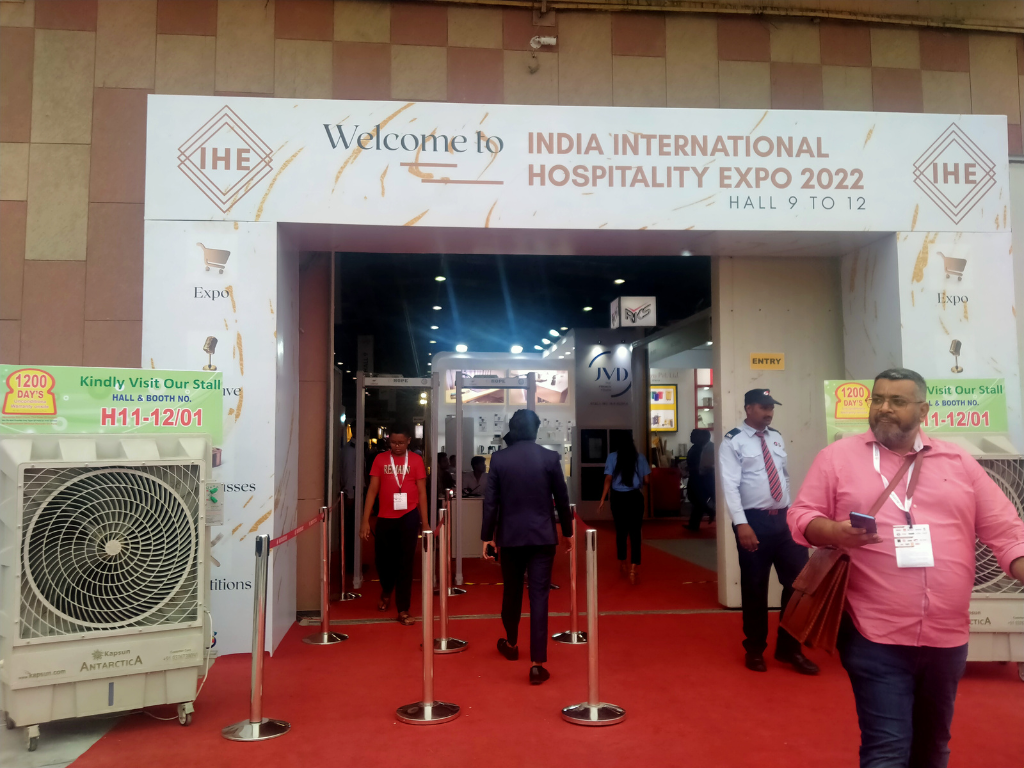 IHE
Welcome to
INDIA INTERNATIONAL
HOSPITALITY EXPO 2022
HALL 9 TO 12
IHE
Expo
Expo
1200
DAY'S
Kindly Visit Our Stall
HALL & BOOTH NO.
H11-12/01
1200
DAY'S
Visit Our Stall
& BOOTH NO.
11-12/01
JVD
ENTRY
Kapsun
ANTARCTICA